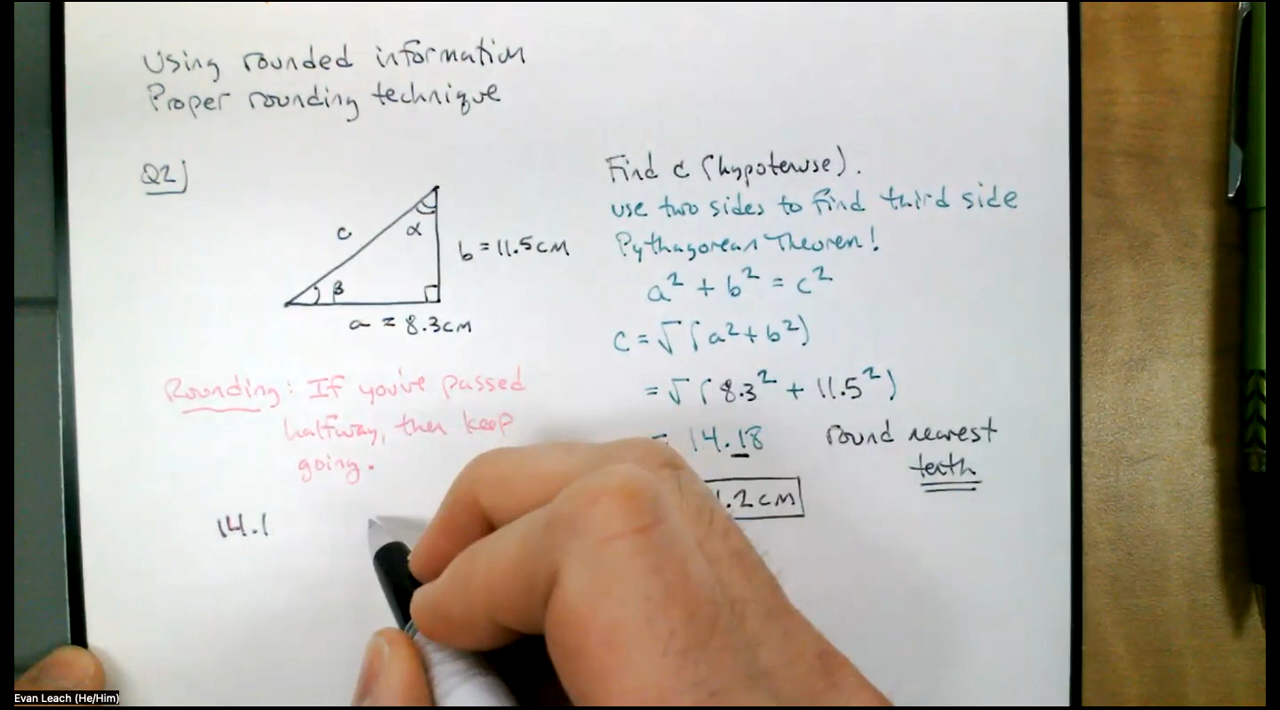 Using rounded information
Proper rounding technique
Q2)
c
α
b = 11.5cm
β
a = 8.3cm
Find c (hypotenuse).
use two sides to find third side
Pythagorean Theorem!
a² + b² = c²
c = √(a² + b²)
= √(8.3² + 11.5²)
= 14.18 round nearest
tenth
.2cm
Rounding: If you've passed
halfway, then keep
going.
14.1
Evan Leach (He/Him)